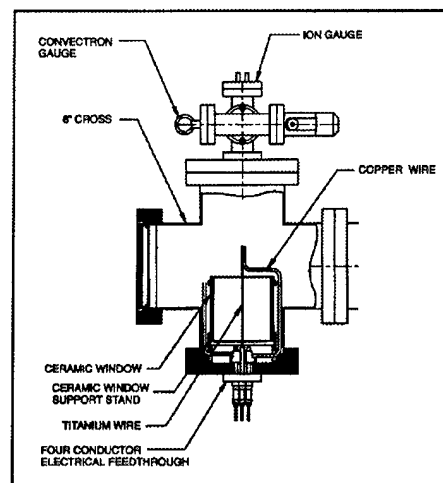 ION GAUGE
CONVECTRON
GAUGE
6" CROSS
COPPER WIRE
CERAMIC WINDOW
CERAMIC WINDOW
SUPPORT STAND
TITANIUM WIRE
FOUR CONDUCTOR
ELECTRICAL FEEDTHROUGH